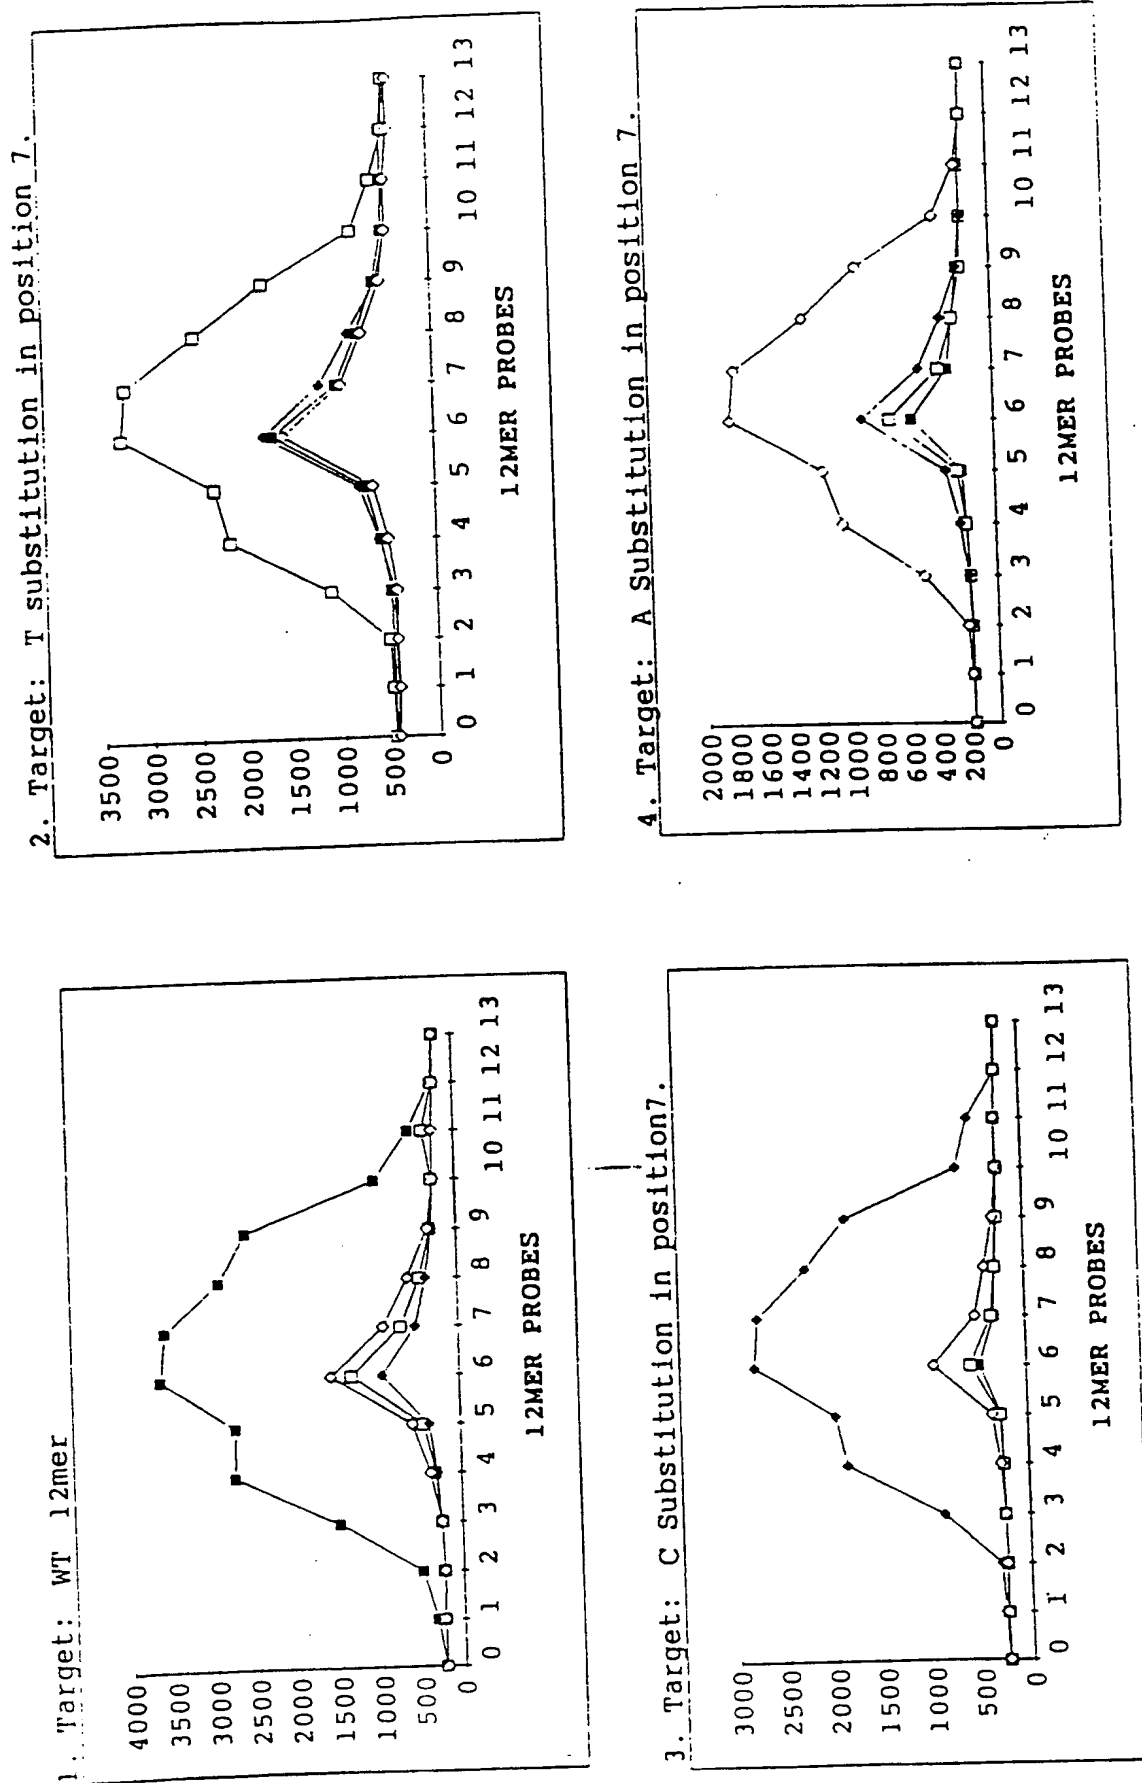 1. Target: WT 12mer
4000
3500
3000
2500
2000
1500
1000
500
0
0 1 2 3 4 5 6 7 8 9 10 11 12 13
12MER PROBES
2. Target: T substitution in position 7.
3500
3000
2500
2000
1500
1000
500
0
0 1 2 3 4 5 6 7 8 9 10 11 12 13
12MER PROBES
3. Target: C Substitution in position7.
3000
2500
2000
1500
1000
500
0
0 1 2 3 4 5 6 7 8 9 10 11 12 13
12MER PROBES
4. Target: A Substitution in position 7.
2000
1800
1600
1400
1200
1000
800
600
400
200
0
0 1 2 3 4 5 6 7 8 9 10 11 12 13
12MER PROBES